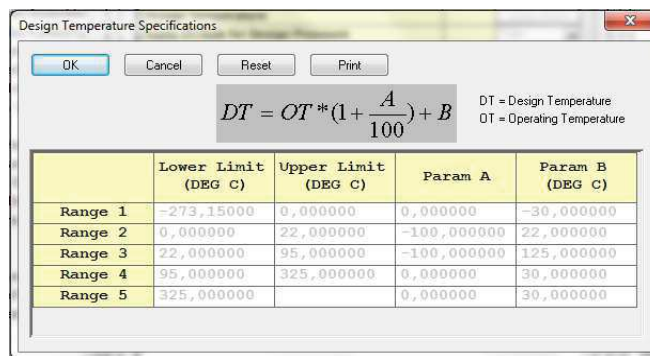 Design Temperature Specifications
OK Cancel Reset Print
DT = OT * (1 + A/100) + B
DT = Design Temperature
OT = Operating Temperature
Lower Limit (DEG C) Upper Limit (DEG C) Param A Param B (DEG C)
Range 1 -273,15000 0,000000 0,000000 -30,000000
Range 2 0,000000 22,000000 -100,000000 22,000000
Range 3 22,000000 95,000000 -100,000000 125,000000
Range 4 95,000000 325,000000 0,000000 30,000000
Range 5 325,000000 0,000000 30,000000